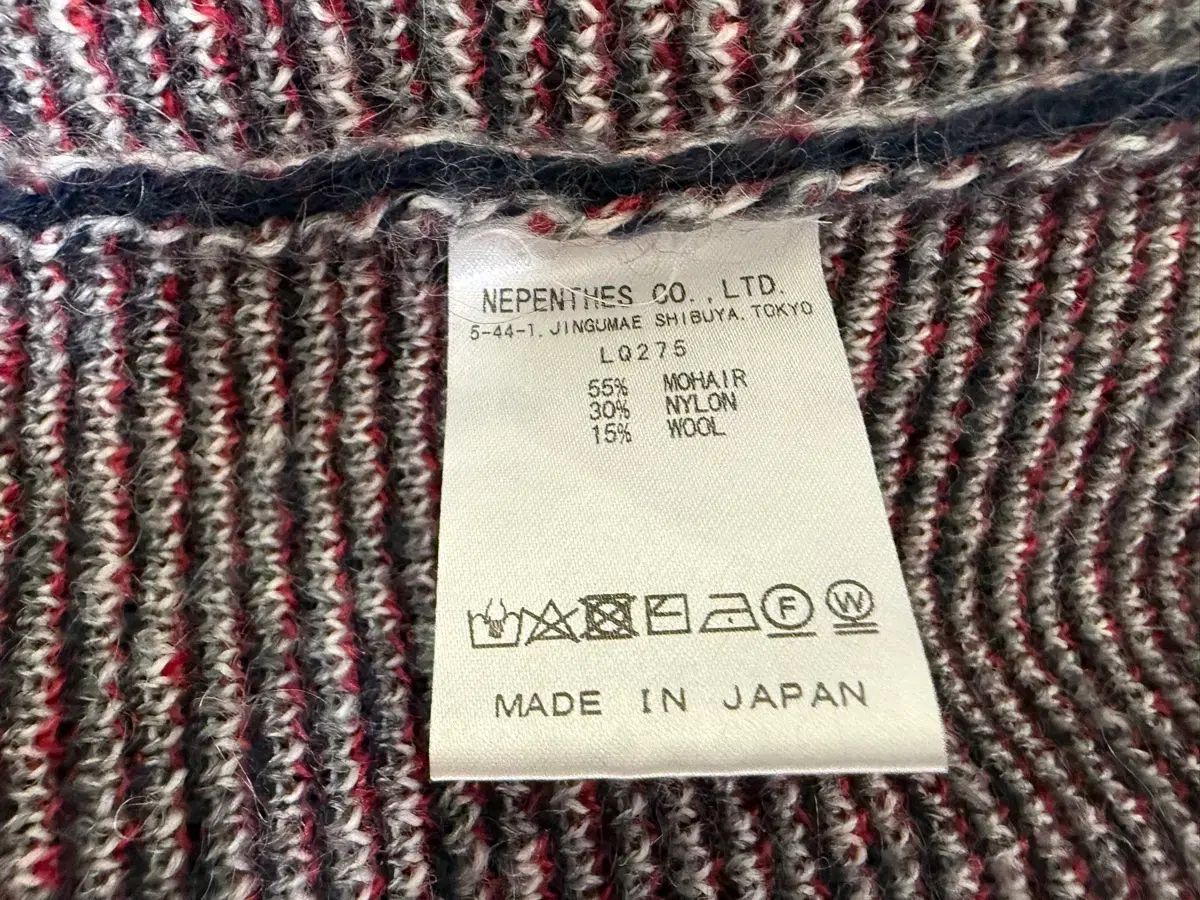 NEPENTHES CO.,LTD.
5-44-1, JINGUMAE SHIBUYA, TOKYO
LQ275
55% MOHAIR
30% NYLON
15% WOOL
F W
MADE IN JAPAN